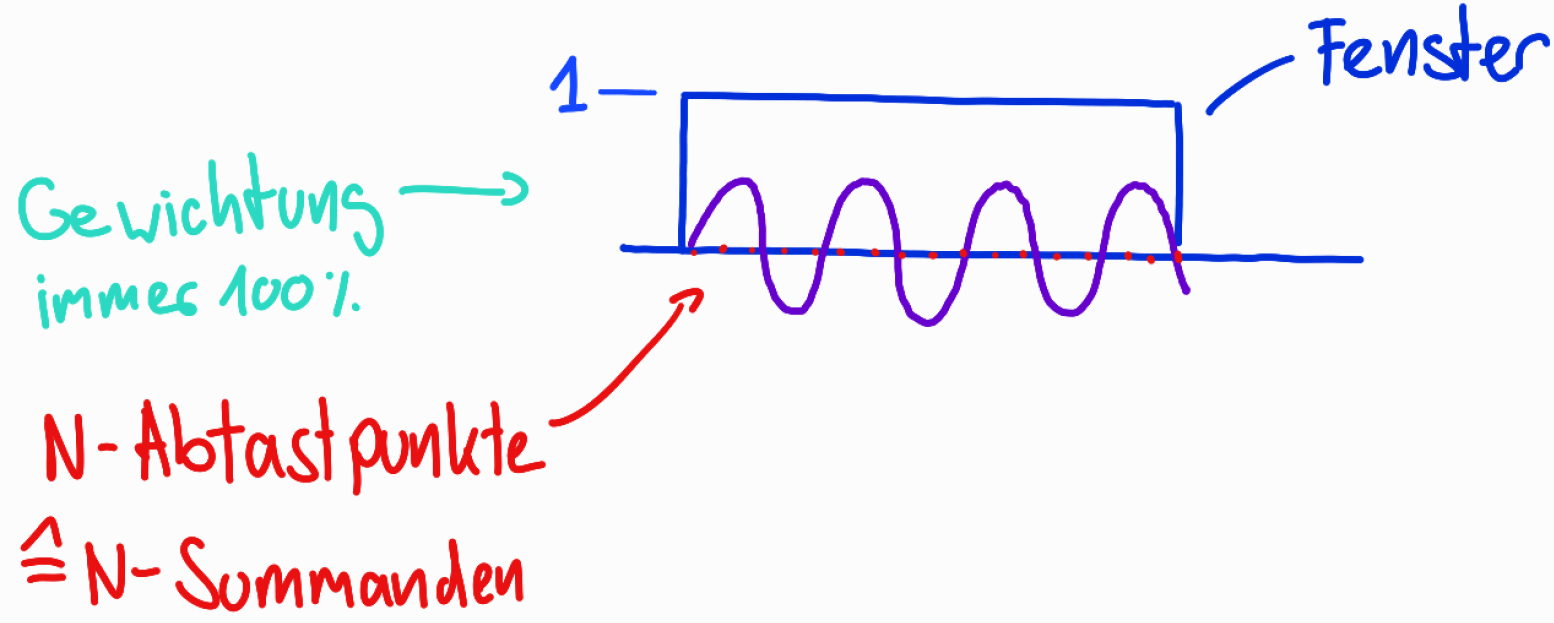 Fenster
1
Gewichtung
immer 100%
N-Abtastpunkte
≙ N-Summanden